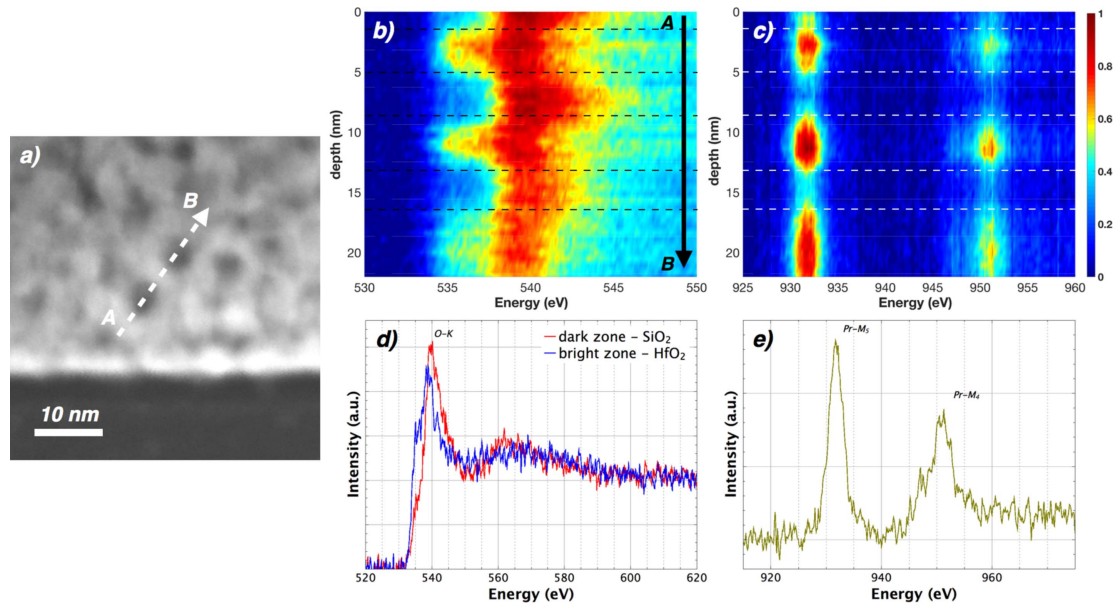 a)
A
B
10 nm
b)
A
B
depth (nm)
0
5
10
15
20
530
535
540
545
550
Energy (eV)
c)
depth (nm)
0
5
10
15
20
925
930
935
940
945
950
955
960
Energy (eV)
1
0.8
0.6
0.4
0.2
0
d)
O–K
dark zone – SiO₂
bright zone – HfO₂
Intensity (a.u.)
520
540
560
580
600
620
Energy (eV)
e)
Pr–M₅
Pr–M₄
Intensity (a.u.)
920
940
960
Energy (eV)